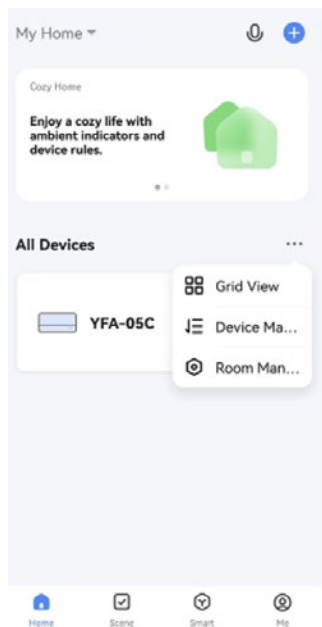 My Home
Cozy Home
Enjoy a cozy life with
ambient indicators and
device rules.
All Devices
Grid View
YFA-05C
Device Ma...
Room Man...
Home
Scene
Smart
Me